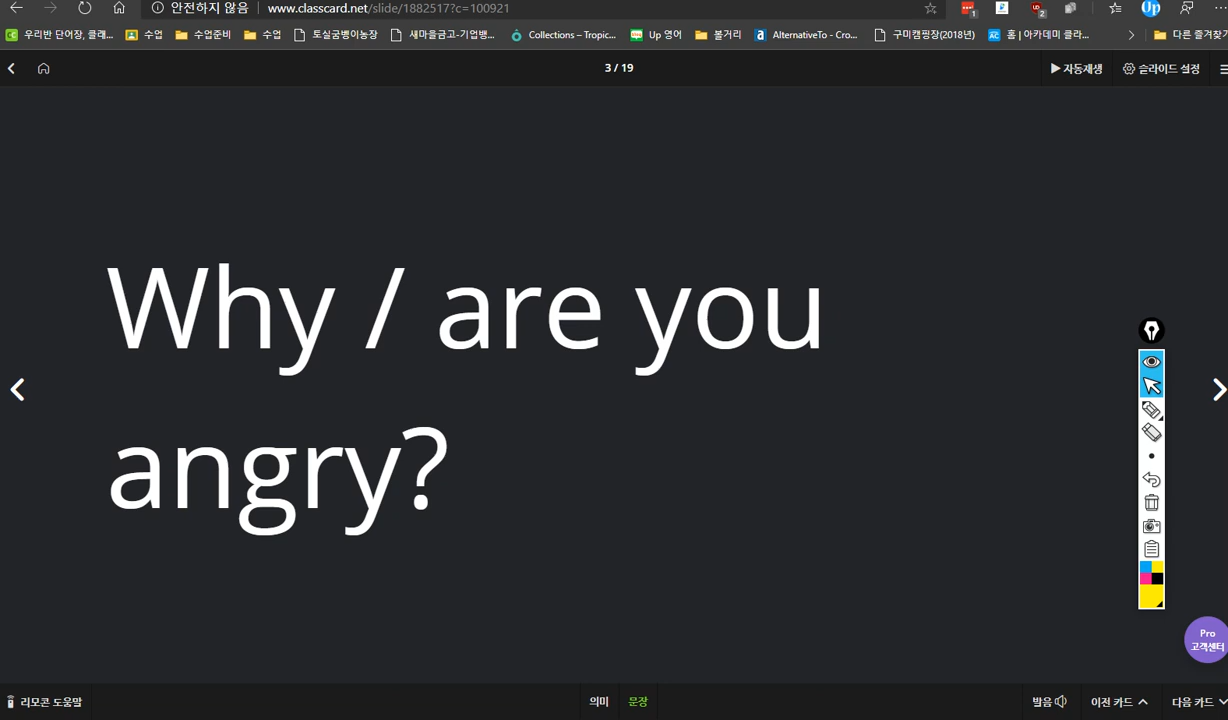 안전하지 않음 www.classcard.net/slide/1882517?c=100921
1 2 Up
우리반 단어장, 클래... 수업 수업준비 수업 토실굼벵이농장 새마을금고-기업뱅... Collections – Tropic... Up 영어 볼거리 AlternativeTo - Cro... 구미캠핑장(2018년) AC 홈 | 아카데미 클라... 다른 즐겨찾기
3 / 19 자동재생 슬라이드 설정
Why / are you
angry?
Pro
고객센터
리모콘 도움말 의미 문장 발음 이전 카드 다음 카드